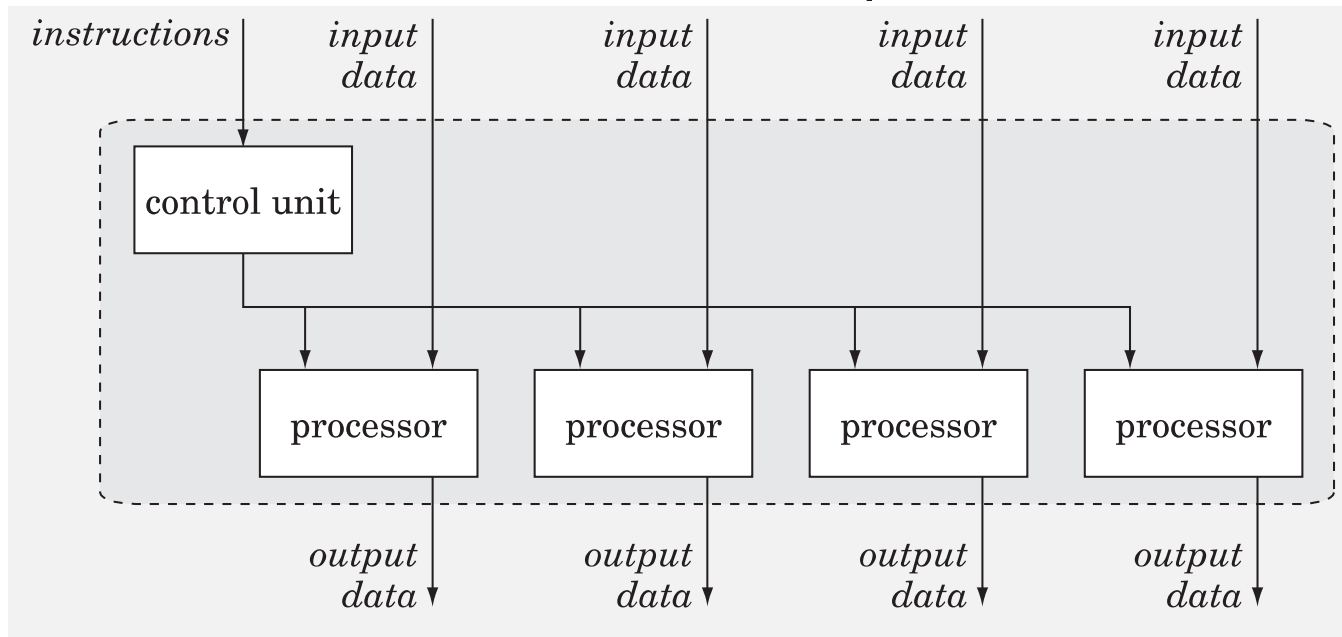 instructions
input
data
input
data
input
data
input
data
control unit
processor
processor
processor
processor
output
data
output
data
output
data
output
data